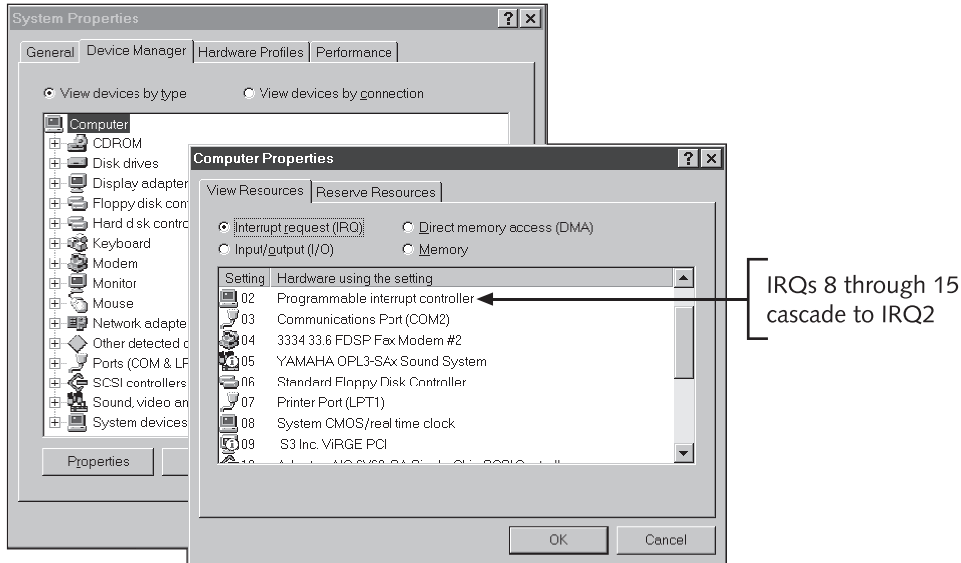 System Properties
General Device Manager Hardware Profiles Performance
View devices by type View devices by connection
Computer
CDROM
Disk drives
Display adapter
Floppy disk con
Hard disk contro
Keyboard
Modem
Monitor
Mouse
Network adapte
Other detected d
Ports (COM & LP
SCSI controllers
Sound, video an
System devices
Properties
Computer Properties
View Resources Reserve Resources
Interrupt request (IRQ) Direct memory access (DMA)
Input/output (I/O) Memory
Setting Hardware using the setting
02 Programmable interrupt controller
03 Communications Port (COM2)
04 3334 33.6 FDSP Fax Modem #2
05 YAMAHA OPL3-SAx Sound System
06 Standard Floppy Disk Controller
07 Printer Port (LPT1)
08 System CMOS/real time clock
09 S3 Inc. ViRGE PCI
OK Cancel
IRQs 8 through 15
cascade to IRQ2